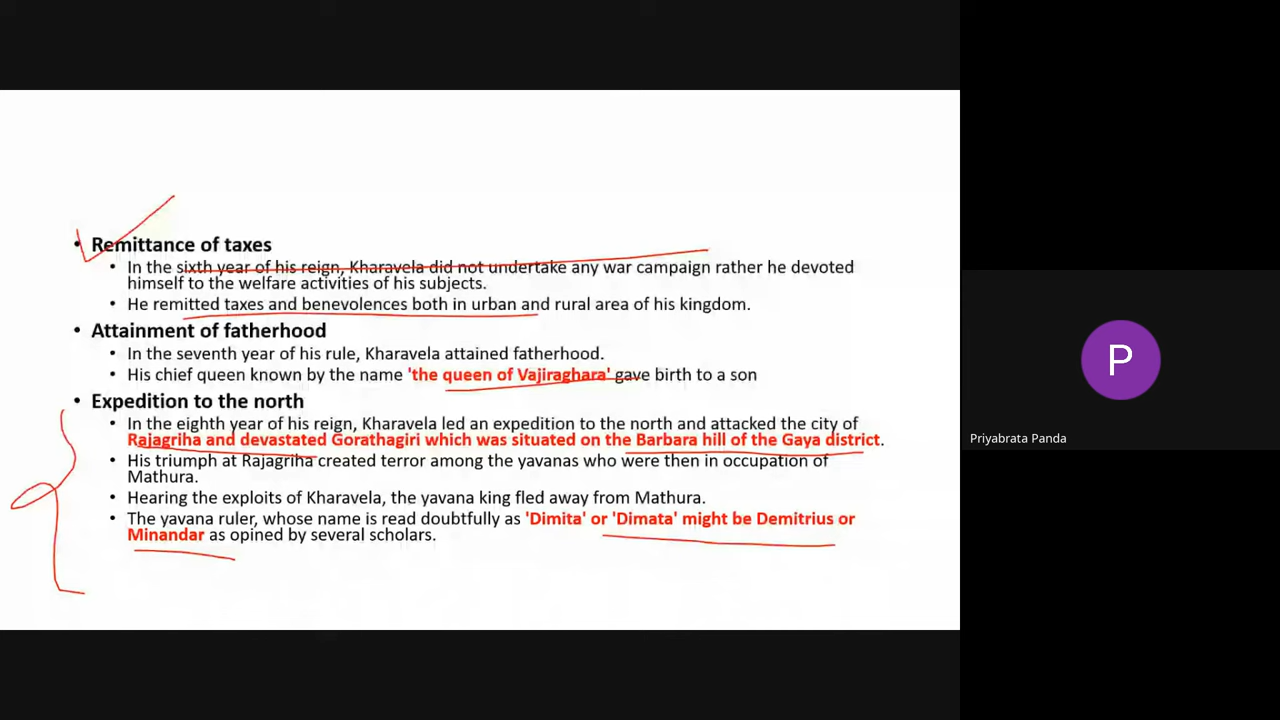 • Remittance of taxes
• In the sixth year of his reign, Kharavela did not undertake any war campaign rather he devoted
himself to the welfare activities of his subjects.
• He remitted taxes and benevolences both in urban and rural area of his kingdom.
• Attainment of fatherhood
• In the seventh year of his rule, Kharavela attained fatherhood.
• His chief queen known by the name 'the queen of Vajiraghara' gave birth to a son
• Expedition to the north
• In the eighth year of his reign, Kharavela led an expedition to the north and attacked the city of
Rajagriha and devastated Gorathagiri which was situated on the Barbara hill of the Gaya district.
• His triumph at Rajagriha created terror among the yavanas who were then in occupation of
Mathura.
• Hearing the exploits of Kharavela, the yavana king fled away from Mathura.
• The yavana ruler, whose name is read doubtfully as 'Dimita' or 'Dimata' might be Demitrius or
Minandar as opined by several scholars.
P
Priyabrata Panda